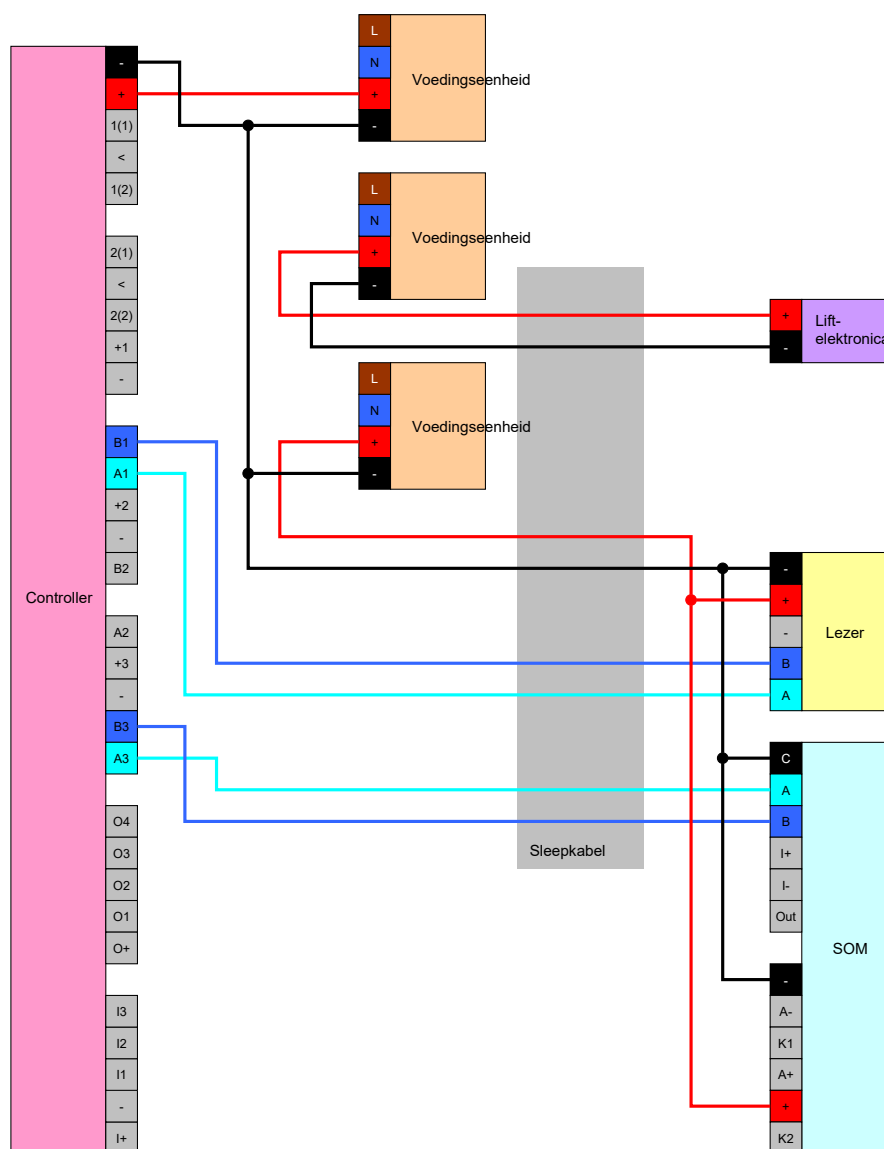 Controller
-
+
1(1)
<
1(2)
2(1)
<
2(2)
+1
-
B1
A1
+2
-
B2
A2
+3
-
B3
A3
O4
O3
O2
O1
O+
I3
I2
I1
-
I+
L
N
+
-
Voedingseenheid
L
N
+
-
Voedingseenheid
L
N
+
-
Voedingseenheid
Sleepkabel
+
-
Lift-
elektronica
-
+
-
B
A
Lezer
C
A
B
I+
I-
Out
-
A-
K1
A+
+
K2
SOM